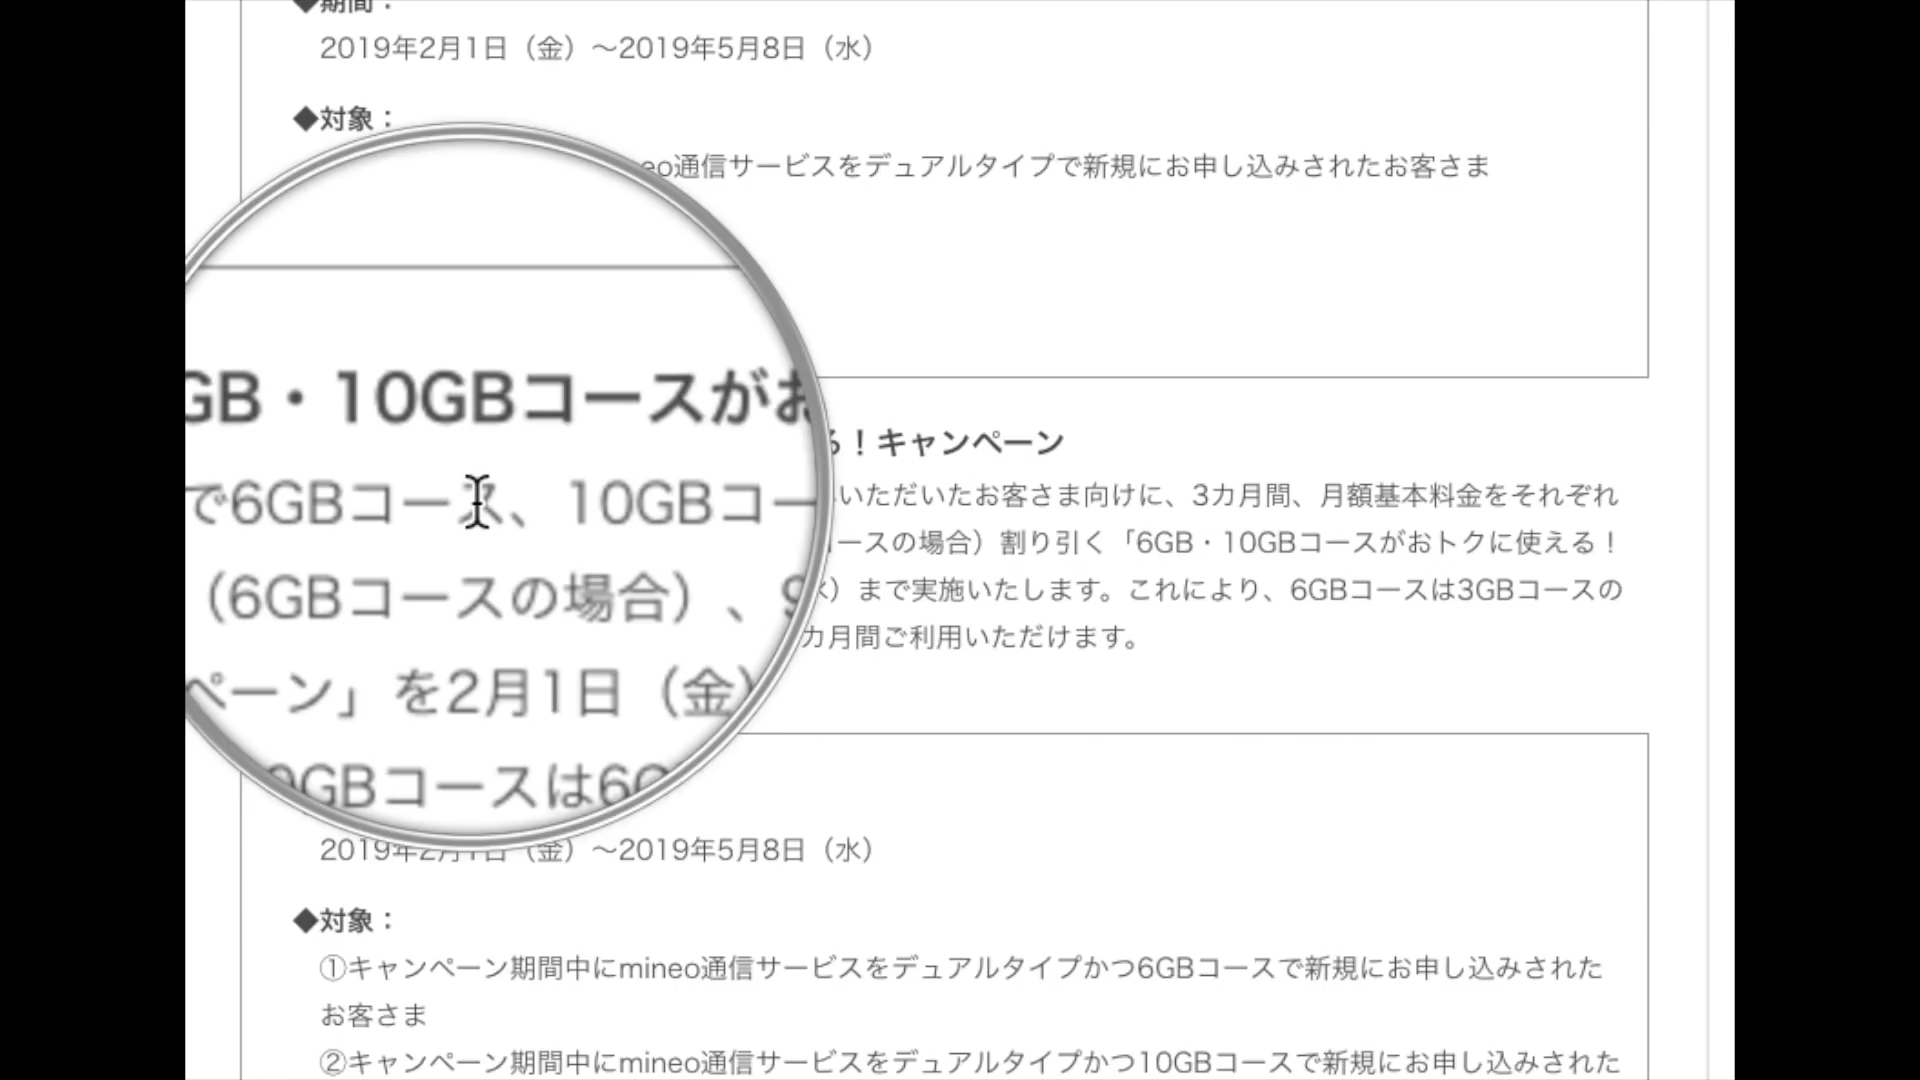 ◆期間：
2019年2月1日（金）〜2019年5月8日（水）
◆対象：
eo通信サービスをデュアルタイプで新規にお申し込みされたお客さま
GB・10GBコースがお
る！キャンペーン
で6GBコース、10GBコー
いただいたお客さま向けに、3カ月間、月額基本料金をそれぞれ
ースの場合）割り引く「6GB・10GBコースがおトクに使える！
（6GBコースの場合）、9
）まで実施いたします。これにより、6GBコースは3GBコースの
カ月間ご利用いただけます。
ペーン」を2月1日（金）
0GBコースは6G
2019年2月1日（金）〜2019年5月8日（水）
◆対象：
①キャンペーン期間中にmineo通信サービスをデュアルタイプかつ6GBコースで新規にお申し込みされた
お客さま
②キャンペーン期間中にmineo通信サービスをデュアルタイプかつ10GBコースで新規にお申し込みされた